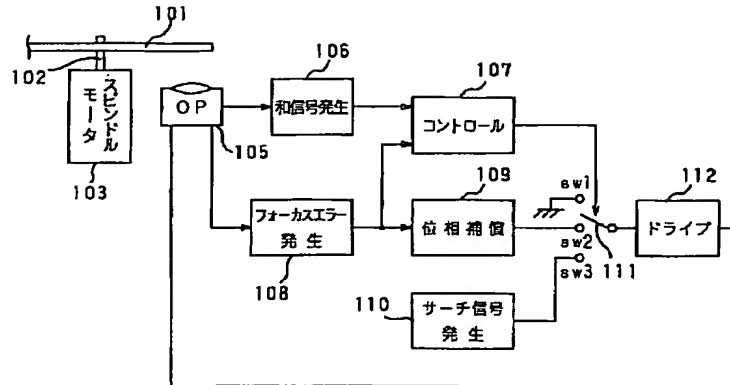 101
102
スピンドル
モータ
103
OP
105
106
和信号発生
107
コントロール
フォーカスエラー
発生
108
109
位相補償
110
サーチ信号
発生
sw1
sw2
sw3
111
112
ドライブ